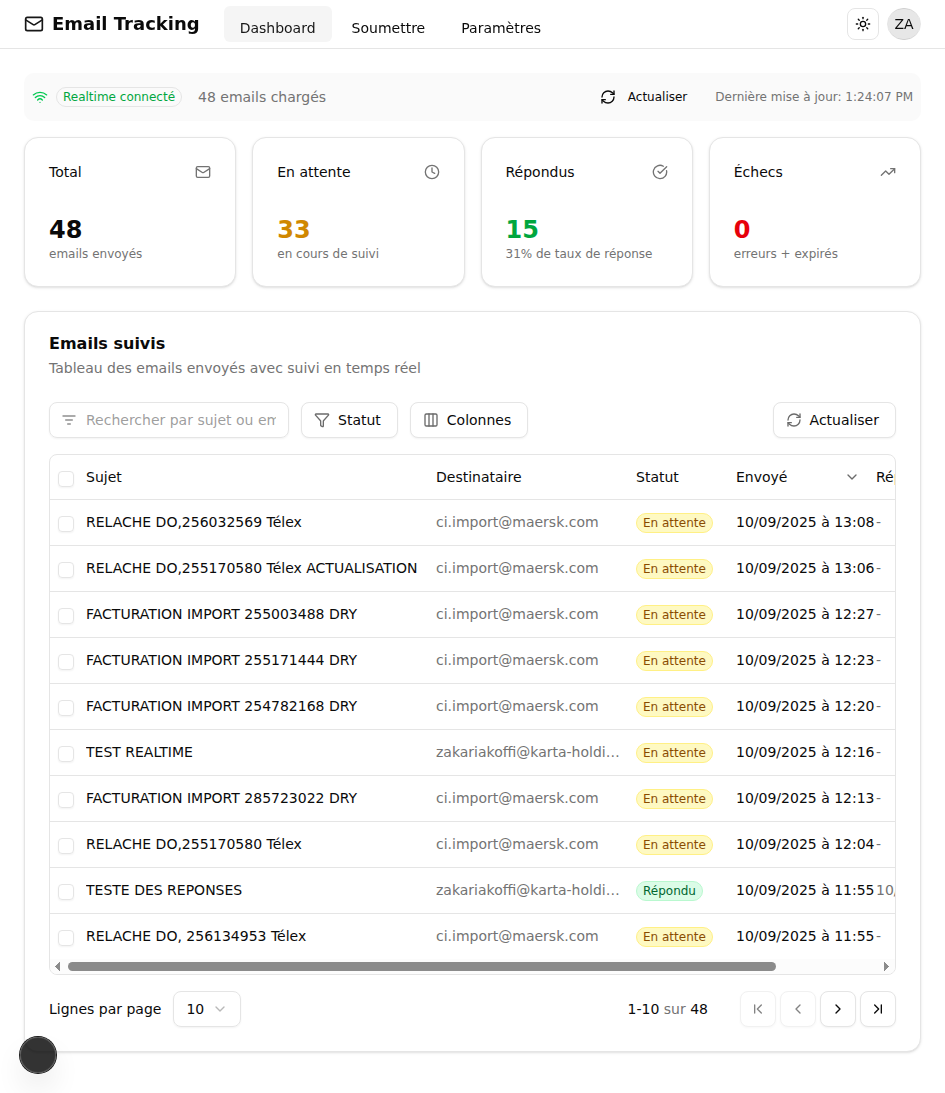 Email Tracking
Dashboard
Soumettre
Paramètres
ZA
Realtime connecté
48 emails chargés
Actualiser
Dernière mise à jour: 1:24:07 PM
Total
En attente
Répondus
Échecs
48
33
15
0
emails envoyés
en cours de suivi
31% de taux de réponse
erreurs + expirés
Emails suivis
Tableau des emails envoyés avec suivi en temps réel
Rechercher par sujet ou em
Statut
Colonnes
Actualiser
Sujet Destinataire Statut Envoyé Ré
RELACHE DO,256032569 Télex ci.import@maersk.com En attente 10/09/2025 à 13:08 -
RELACHE DO,255170580 Télex ACTUALISATION ci.import@maersk.com En attente 10/09/2025 à 13:06 -
FACTURATION IMPORT 255003488 DRY ci.import@maersk.com En attente 10/09/2025 à 12:27 -
FACTURATION IMPORT 255171444 DRY ci.import@maersk.com En attente 10/09/2025 à 12:23 -
FACTURATION IMPORT 254782168 DRY ci.import@maersk.com En attente 10/09/2025 à 12:20 -
TEST REALTIME zakariakoffi@karta-holdi... En attente 10/09/2025 à 12:16 -
FACTURATION IMPORT 285723022 DRY ci.import@maersk.com En attente 10/09/2025 à 12:13 -
RELACHE DO,255170580 Télex ci.import@maersk.com En attente 10/09/2025 à 12:04 -
TESTE DES REPONSES zakariakoffi@karta-holdi... Répondu 10/09/2025 à 11:55 10/
RELACHE DO, 256134953 Télex ci.import@maersk.com En attente 10/09/2025 à 11:55 -
Lignes par page 10
1-10 sur 48